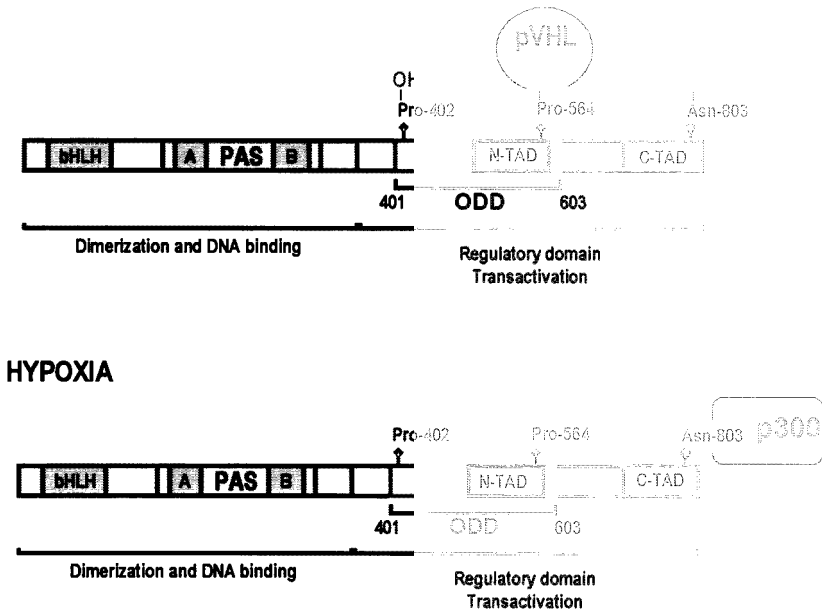 pVHL
OH
Pro-402 Pro-564 Asn-803
bHLH A PAS B N-TAD C-TAD
401 ODD 603
Dimerization and DNA binding
Regulatory domain
Transactivation
HYPOXIA
Pro-402 Pro-564 Asn-803 p300
bHLH A PAS B N-TAD C-TAD
401 ODD 603
Dimerization and DNA binding
Regulatory domain
Transactivation